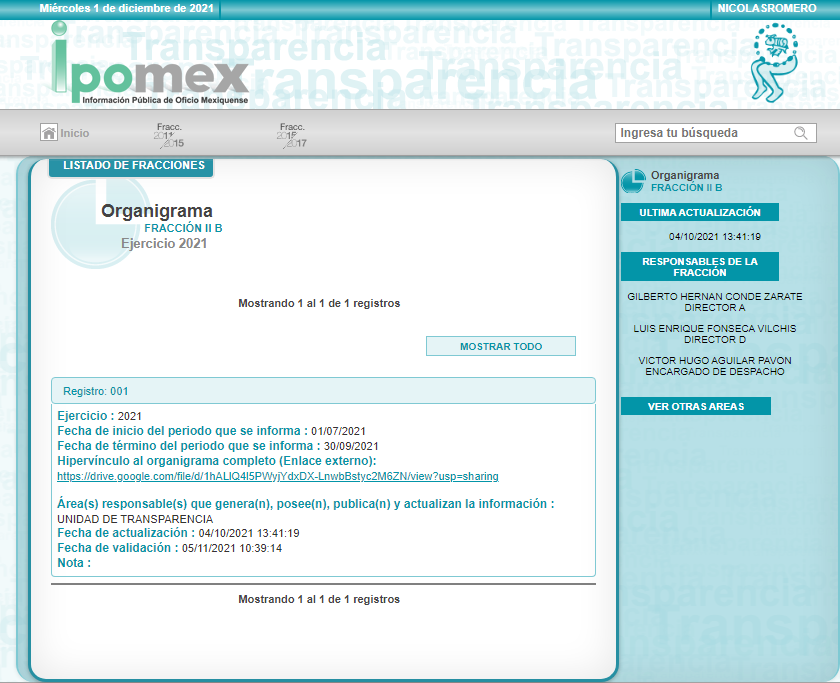 Miércoles 1 de diciembre de 2021
NICOLASROMERO
ipomex
Información Pública de Oficio Mexiquense
Transparencia
Inicio
Fracc.
2015
Fracc.
2017
Ingresa tu búsqueda
LISTADO DE FRACCIONES
Organigrama
FRACCIÓN II B
Ejercicio 2021
Mostrando 1 al 1 de 1 registros
MOSTRAR TODO
Registro: 001
Ejercicio : 2021
Fecha de inicio del periodo que se informa : 01/07/2021
Fecha de término del periodo que se informa : 30/09/2021
Hipervínculo al organigrama completo (Enlace externo):
https://drive.google.com/file/d/1hALIQ4I5PWyjYdxDX-LnwbBstyc2M6ZN/view?usp=sharing
Área(s) responsable(s) que genera(n), posee(n), publica(n) y actualizan la información :
UNIDAD DE TRANSPARENCIA
Fecha de actualización : 04/10/2021 13:41:19
Fecha de validación : 05/11/2021 10:39:14
Nota :
Mostrando 1 al 1 de 1 registros
Organigrama
FRACCIÓN II B
ULTIMA ACTUALIZACIÓN
04/10/2021 13:41:19
RESPONSABLES DE LA
FRACCIÓN
GILBERTO HERNAN CONDE ZARATE
DIRECTOR A
LUIS ENRIQUE FONSECA VILCHIS
DIRECTOR D
VICTOR HUGO AGUILAR PAVON
ENCARGADO DE DESPACHO
VER OTRAS AREAS